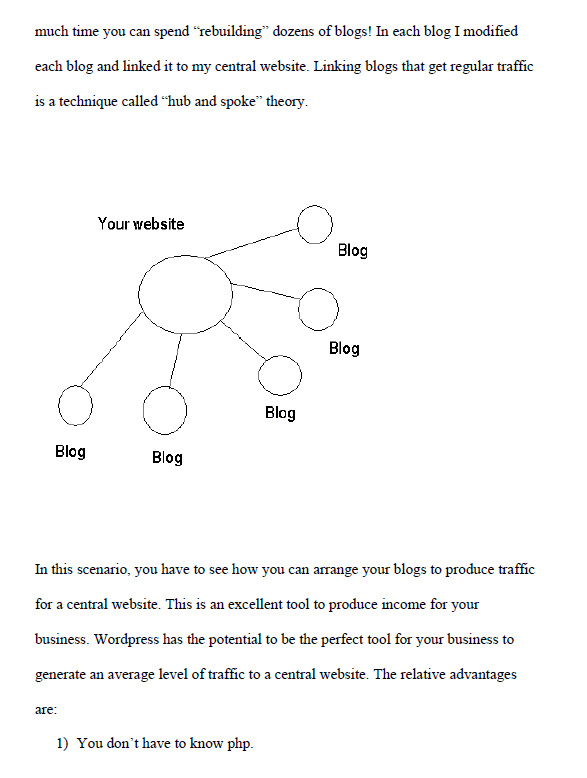 much time you can spend “rebuilding” dozens of blogs! In each blog I modified
each blog and linked it to my central website. Linking blogs that get regular traffic
is a technique called “hub and spoke” theory.
Your website
Blog
Blog
Blog
Blog
Blog
In this scenario, you have to see how you can arrange your blogs to produce traffic
for a central website. This is an excellent tool to produce income for your
business. Wordpress has the potential to be the perfect tool for your business to
generate an average level of traffic to a central website. The relative advantages
are:
1) You don’t have to know php.